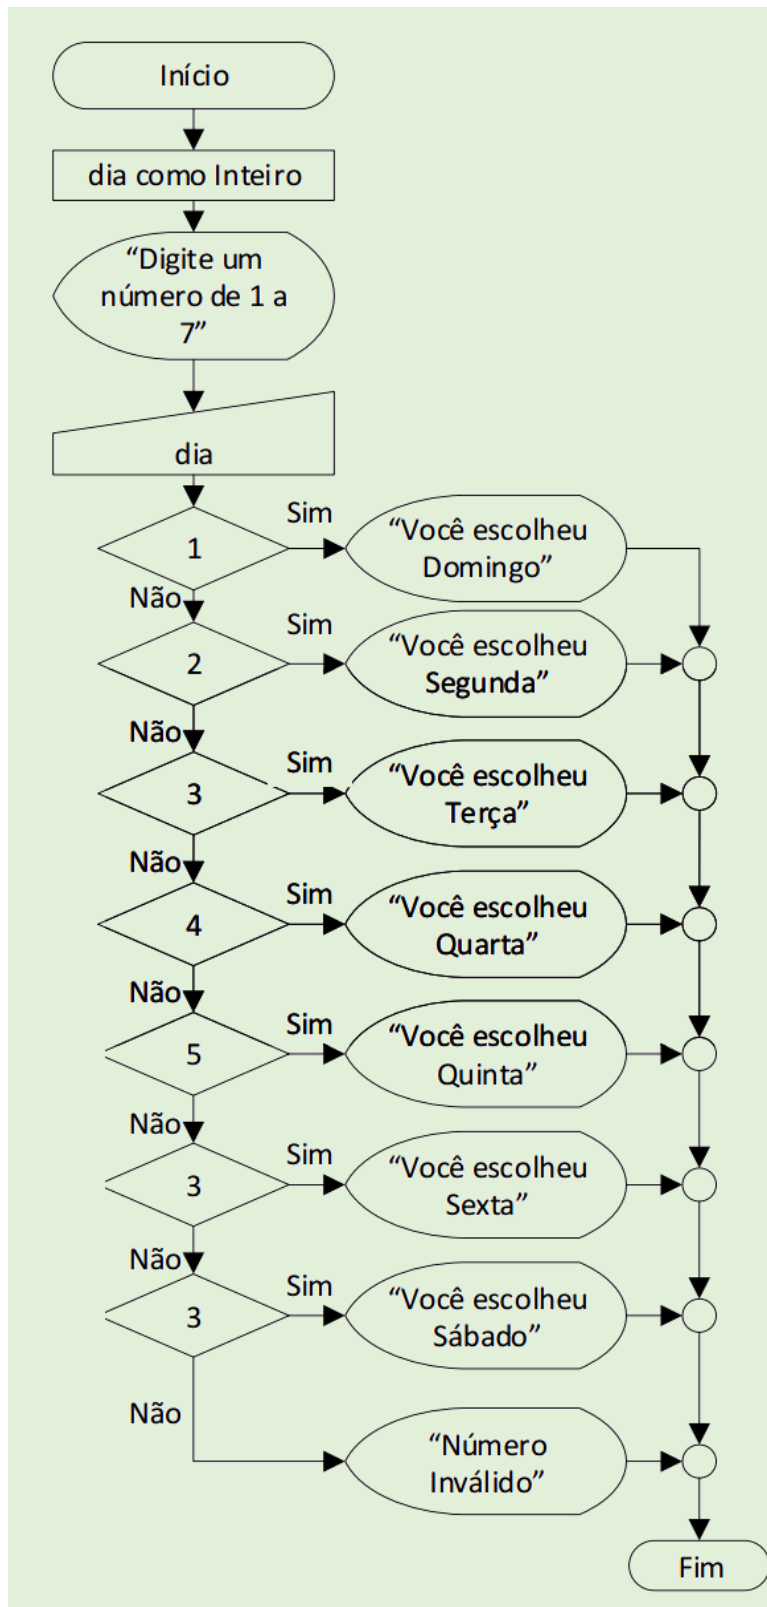 Início
dia como Inteiro
“Digite um
número de 1 a
7”
dia
1
Sim
“Você escolheu
Domingo”
Não
2
Sim
“Você escolheu
Segunda”
Não
3
Sim
“Você escolheu
Terça”
Não
4
Sim
“Você escolheu
Quarta”
Não
5
Sim
“Você escolheu
Quinta”
Não
3
Sim
“Você escolheu
Sexta”
Não
3
Sim
“Você escolheu
Sábado”
Não
“Número
Inválido”
Fim